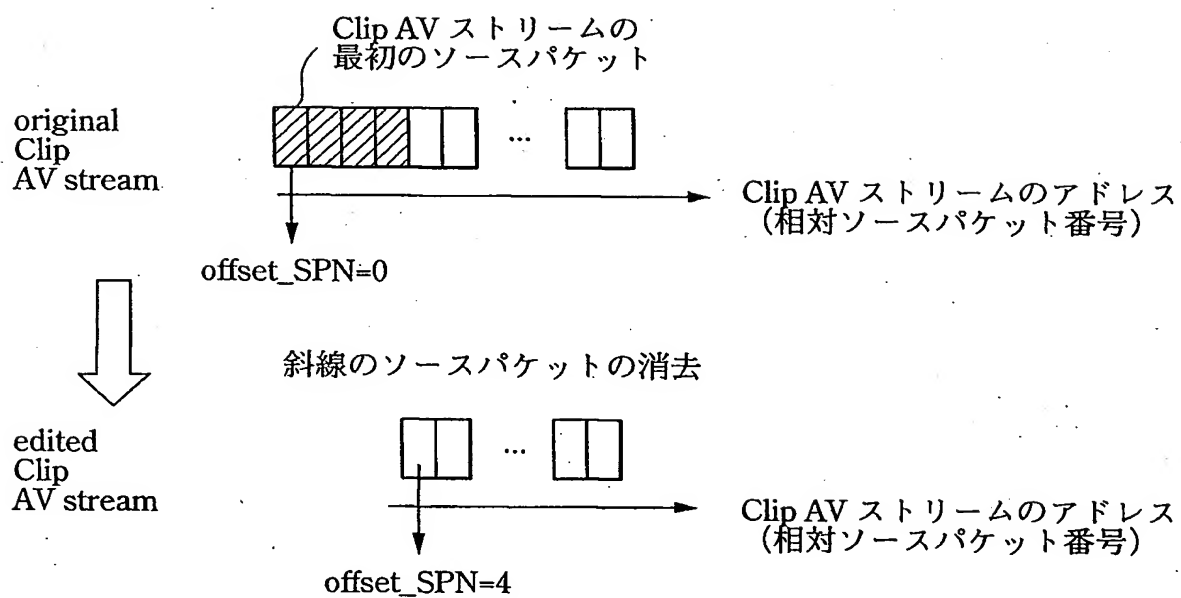 Clip AV ストリームの
最初のソースパケット
original
Clip
AV stream
...
Clip AV ストリームのアドレス
(相対ソースパケット番号)
offset_SPN=0
斜線のソースパケットの消去
edited
Clip
AV stream
...
Clip AV ストリームのアドレス
(相対ソースパケット番号)
offset_SPN=4